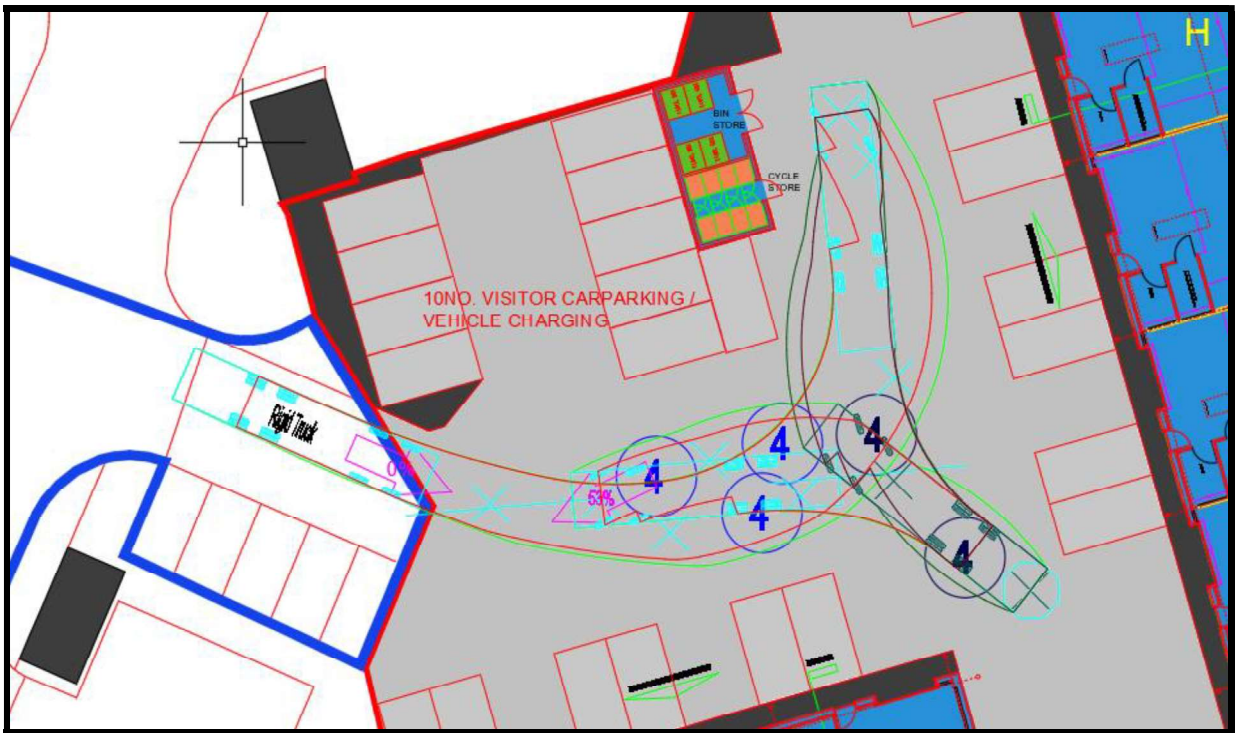 H
BIN
STORE
CYCLE
STORE
10NO. VISITOR CARPARKING /
VEHICLE CHARGING
Rigid Truck
0%
53%
4
4
4
4
4